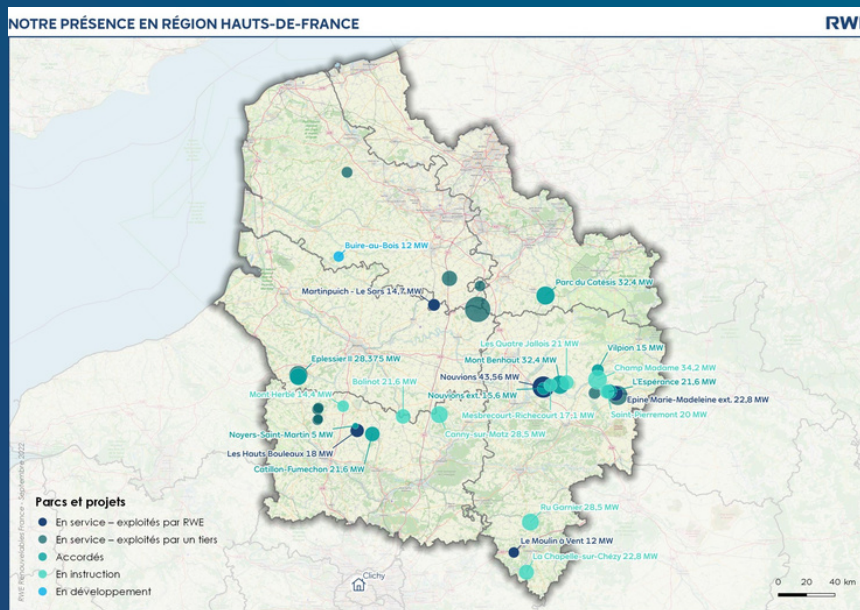 NOTRE PRÉSENCE EN RÉGION HAUTS-DE-FRANCE
RWE
Buire-au-Bois 12 MW
Martinpuich - Le Sars 14,7 MW
Parc du Catésis 32,4 MW
Les Quatre Jallois 21 MW
Vilpion 15 MW
Eplessier II 28,375 MW
Mont Benhout 32,4 MW
Champ Madame 34,2 MW
Bolinot 21,6 MW
Nouvions 43,56 MW
L'Espérance 21,6 MW
Mont Herbé 14,4 MW
Nouvions ext. 15,6 MW
Epine Marie-Madeleine ext. 22,8 MW
Mesbrecourt-Richecourt 17,1 MW
Saint-Pierremont 20 MW
Noyers-Saint-Martin 5 MW
Canny-sur-Matz 28,5 MW
Les Hauts Bouleaux 18 MW
Catillon-Fumechon 21,6 MW
Ru Garnier 28,5 MW
Le Moulin à Vent 12 MW
La Chapelle-sur-Chézy 22,8 MW
Clichy
Parcs et projets
En service – exploités par RWE
En service – exploités par un tiers
Accordés
En instruction
En développement
0 20 40 km
RWE Renouvelables France - Septembre 2022